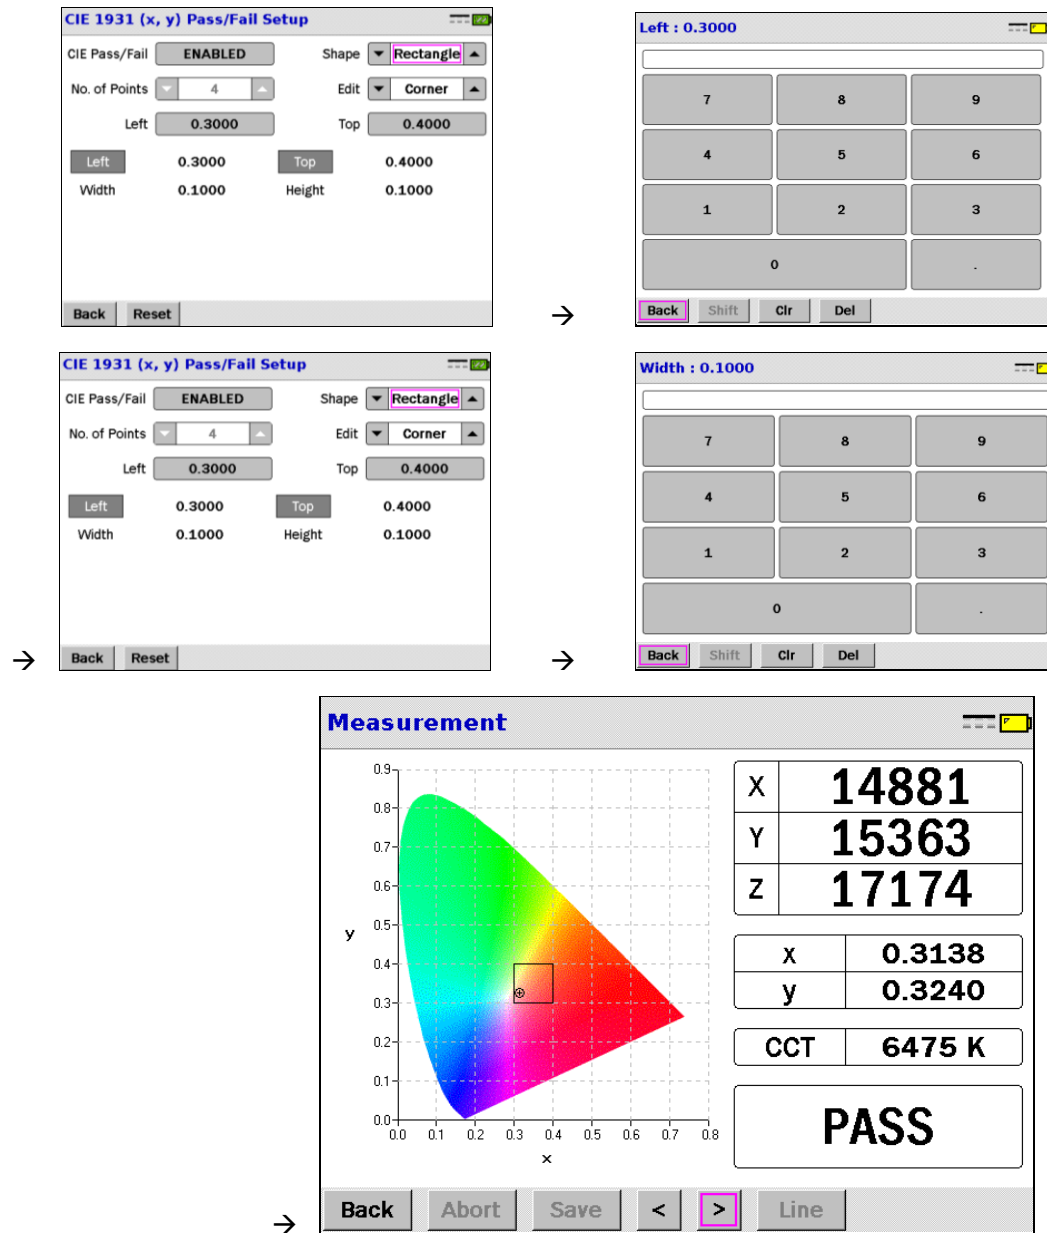 CIE 1931 (x, y) Pass/Fail Setup
CIE Pass/Fail ENABLED Shape Rectangle
No. of Points 4 Edit Corner
Left 0.3000 Top 0.4000
Left 0.3000 Top 0.4000
Width 0.1000 Height 0.1000
Back Reset
→
Left : 0.3000
7 8 9
4 5 6
1 2 3
0 .
Back Shift Clr Del
→
CIE 1931 (x, y) Pass/Fail Setup
CIE Pass/Fail ENABLED Shape Rectangle
No. of Points 4 Edit Corner
Left 0.3000 Top 0.4000
Left 0.3000 Top 0.4000
Width 0.1000 Height 0.1000
Back Reset
→
Width : 0.1000
7 8 9
4 5 6
1 2 3
0 .
Back Shift Clr Del
→
Measurement
0.9
0.8
0.7
0.6
0.5
y
0.4
0.3
0.2
0.1
0.0
0.0 0.1 0.2 0.3 0.4 0.5 0.6 0.7 0.8
x
X 14881
Y 15363
Z 17174
x 0.3138
y 0.3240
CCT 6475 K
PASS
Back Abort Save < > Line